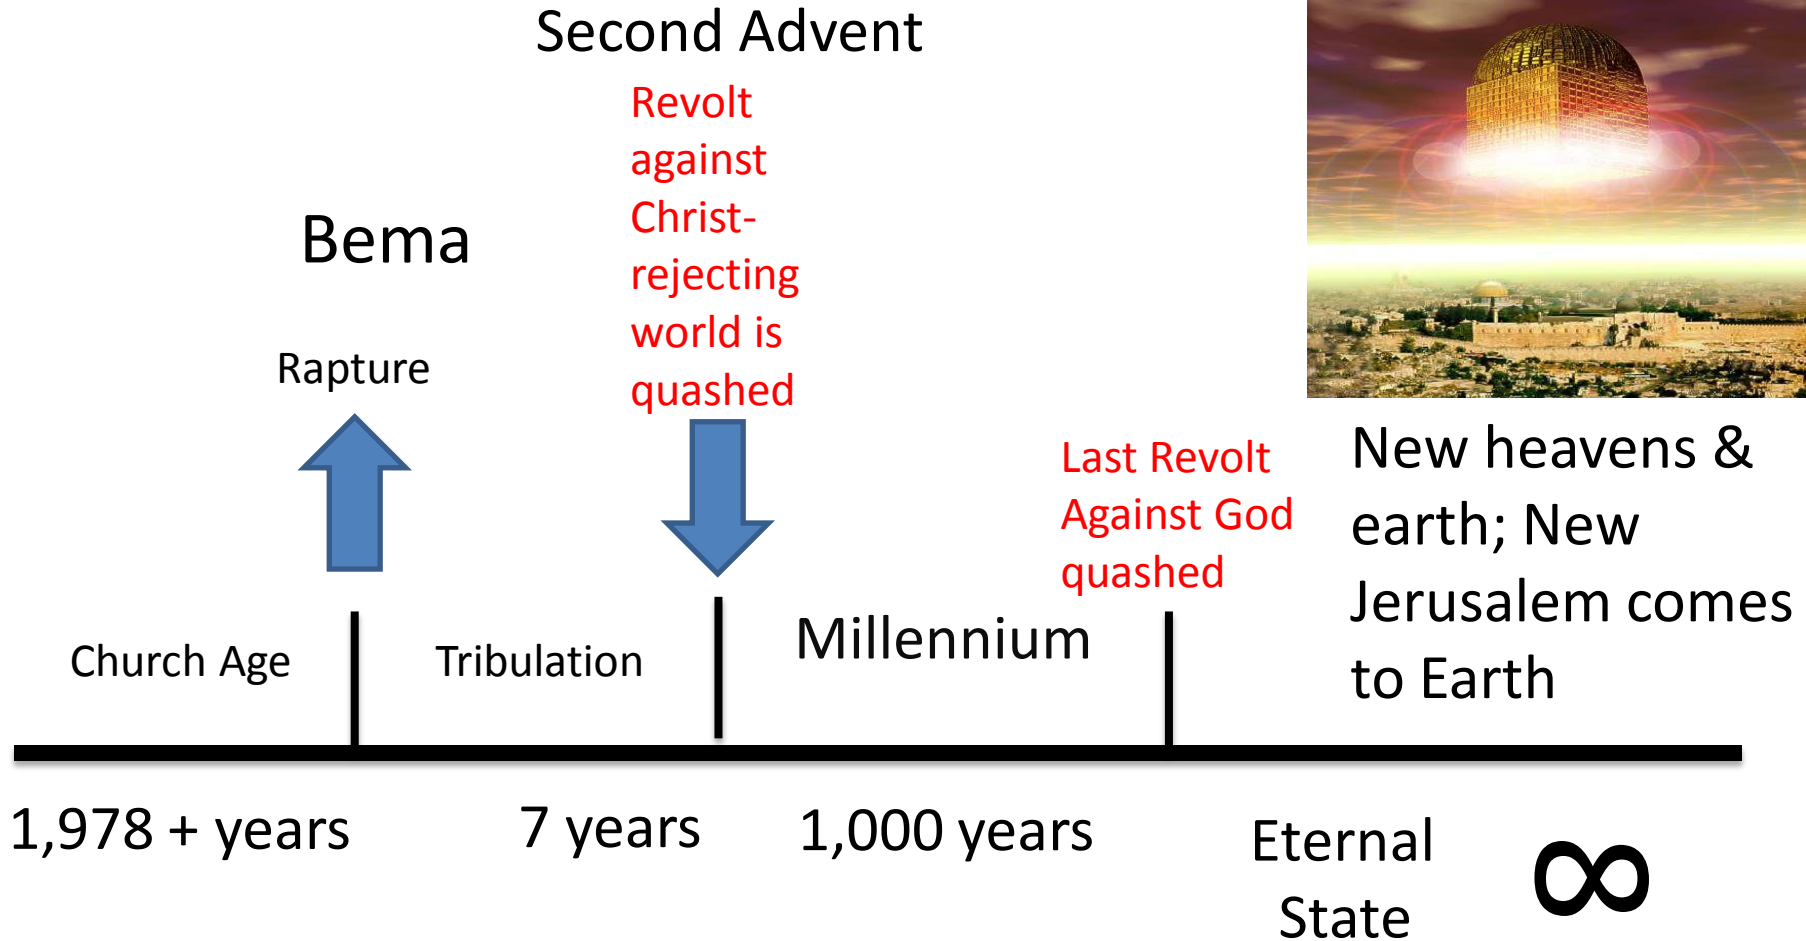 Second Advent
Revolt
against
Christ-
rejecting
world is
quashed
Bema
Rapture
Last Revolt
Against God
quashed
New heavens &
earth; New
Jerusalem comes
to Earth
Church Age
Tribulation
Millennium
1,978 + years
7 years
1,000 years
Eternal
State
∞